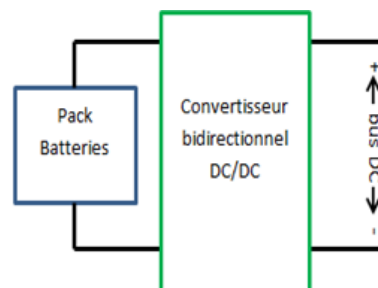 Pack
Batteries
Convertisseur
bidirectionnel
DC/DC
+
bus DC
-